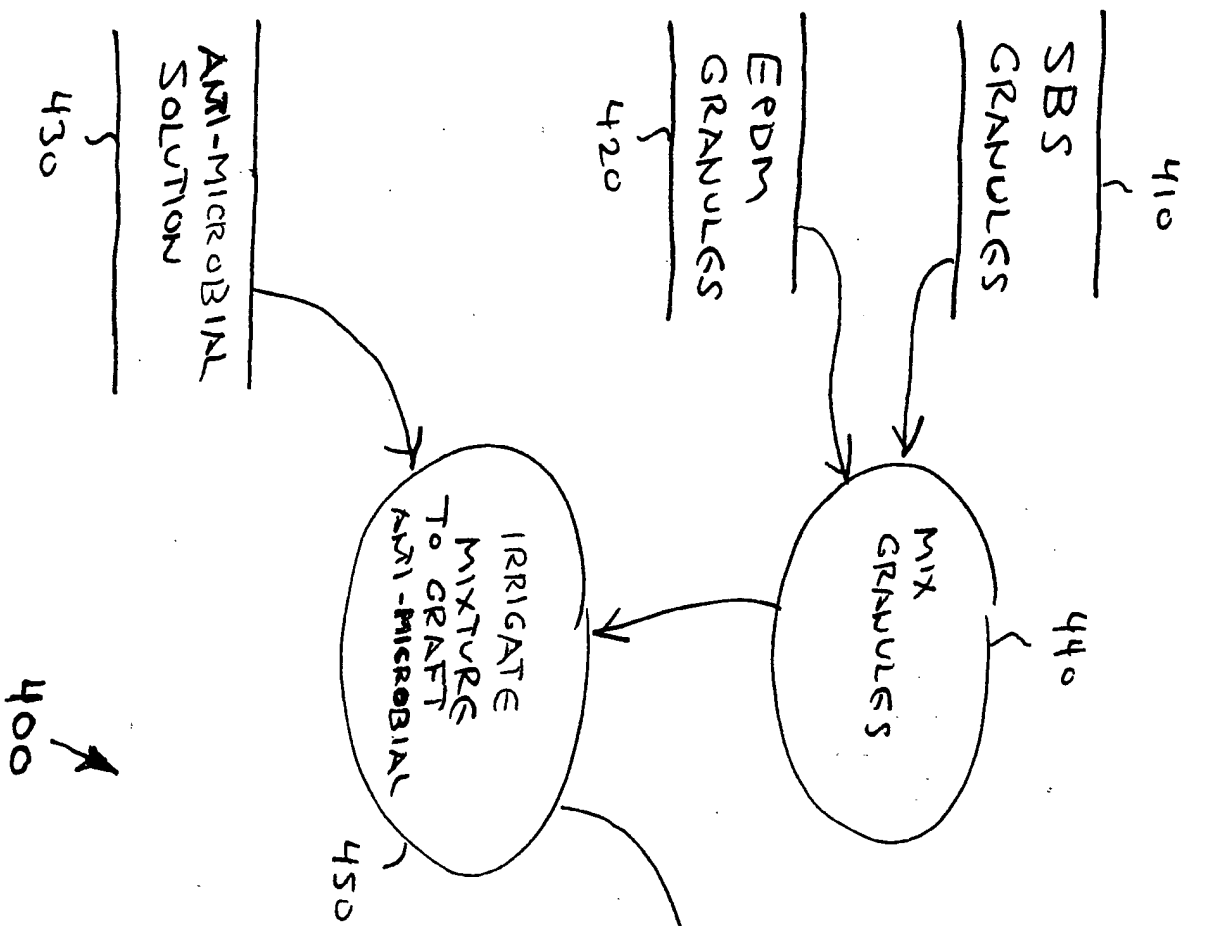 410
SBS
GRANULES
EPDM
GRANULES
420
ANTI-MICROBIAL
SOLUTION
430
440
MIX
GRANULES
IRRIGATE
MIXTURE
TO GRAFT
ANTI-MICROBIAL
450
400